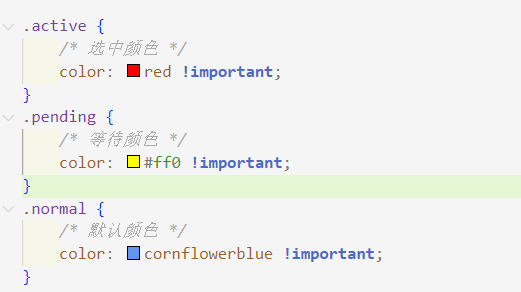 .active {
/* 选中颜色 */
color: red !important;
}
.pending {
/* 等待颜色 */
color: #ff0 !important;
}
.normal {
/* 默认颜色 */
color: cornflowerblue !important;
}